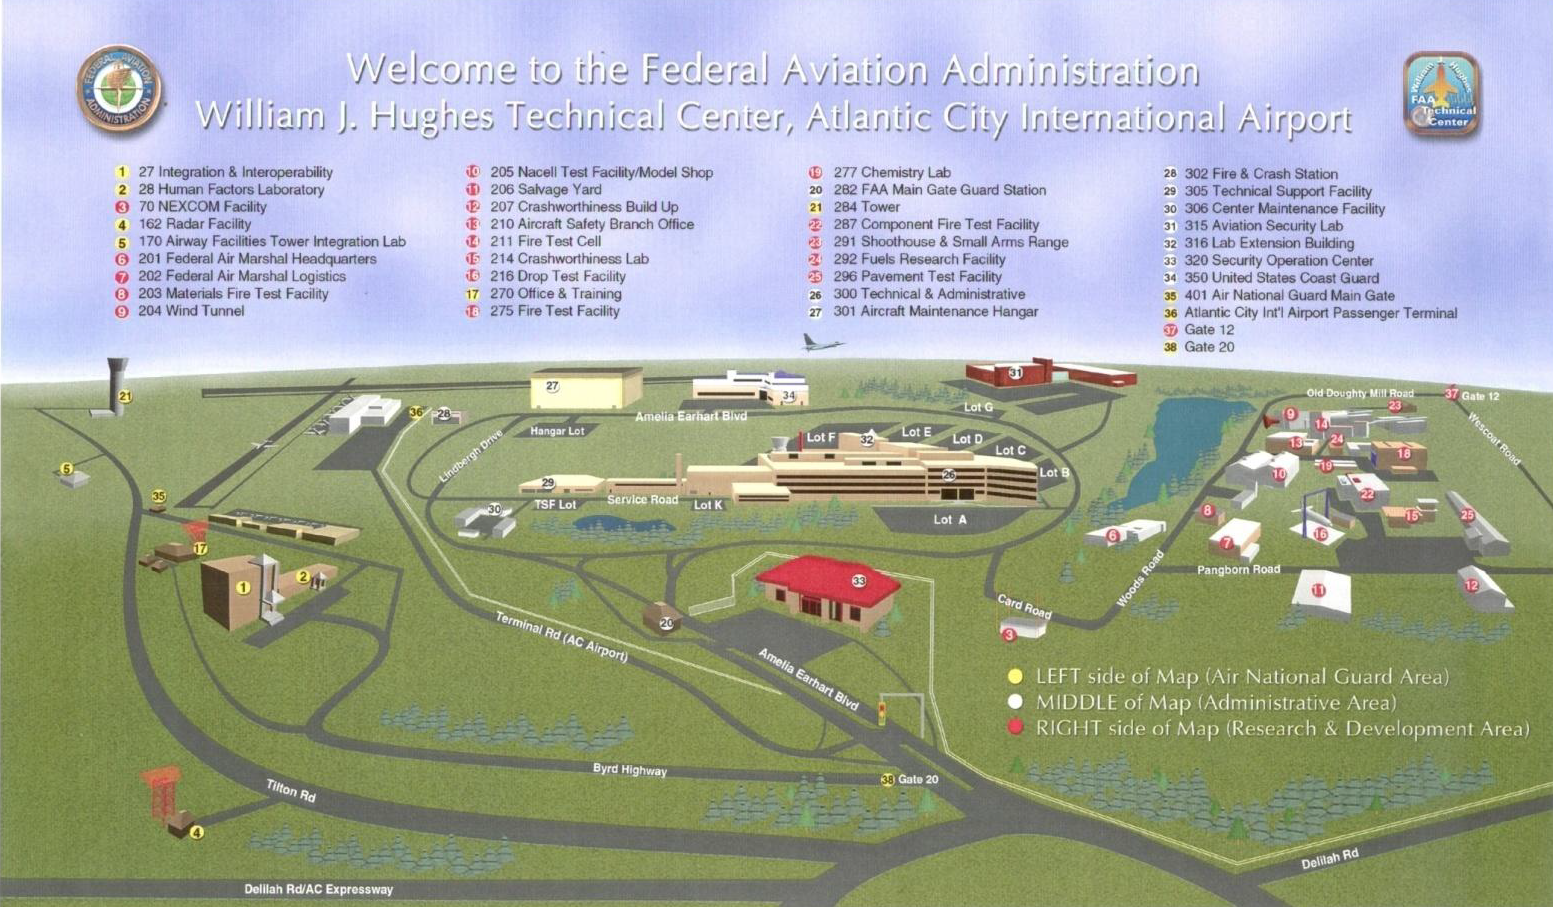 Welcome to the Federal Aviation Administration
William J. Hughes Technical Center, Atlantic City International Airport
FEDERAL AVIATION
ADMINISTRATION
William J. Hughes
FAA
Technical
Center
1 27 Integration & Interoperability
2 28 Human Factors Laboratory
3 70 NEXCOM Facility
4 162 Radar Facility
5 170 Airway Facilities Tower Integration Lab
6 201 Federal Air Marshal Headquarters
7 202 Federal Air Marshal Logistics
8 203 Materials Fire Test Facility
9 204 Wind Tunnel
10 205 Nacell Test Facility/Model Shop
11 206 Salvage Yard
12 207 Crashworthiness Build Up
13 210 Aircraft Safety Branch Office
14 211 Fire Test Cell
15 214 Crashworthiness Lab
16 216 Drop Test Facility
17 270 Office & Training
18 275 Fire Test Facility
19 277 Chemistry Lab
20 282 FAA Main Gate Guard Station
21 284 Tower
22 287 Component Fire Test Facility
23 291 Shoothouse & Small Arms Range
24 292 Fuels Research Facility
25 296 Pavement Test Facility
26 300 Technical & Administrative
27 301 Aircraft Maintenance Hangar
28 302 Fire & Crash Station
29 305 Technical Support Facility
30 306 Center Maintenance Facility
31 315 Aviation Security Lab
32 316 Lab Extension Building
33 320 Security Operation Center
34 350 United States Coast Guard
35 401 Air National Guard Main Gate
36 Atlantic City Int'l Airport Passenger Terminal
37 Gate 12
38 Gate 20
21
27
34
31
Old Doughty Mill Road
37 Gate 12
36
28
Amelia Earhart Blvd
Lot G
9
23
14
Hangar Lot
Lindbergh Drive
Lot F
32
Lot E
Lot D
Lot C
Lot B
13
24
18
Wescoat Road
5
29
26
10
19
22
35
TSF Lot
Service Road
Lot K
Lot A
30
8
15
25
17
6
7
16
1
2
33
Woods Road
Pangborn Road
11
12
20
Card Road
3
Terminal Rd (AC Airport)
Amelia Earhart Blvd
LEFT side of Map (Air National Guard Area)
MIDDLE of Map (Administrative Area)
RIGHT side of Map (Research & Development Area)
Byrd Highway
38 Gate 20
Tilton Rd
4
Delilah Rd
Delilah Rd/AC Expressway